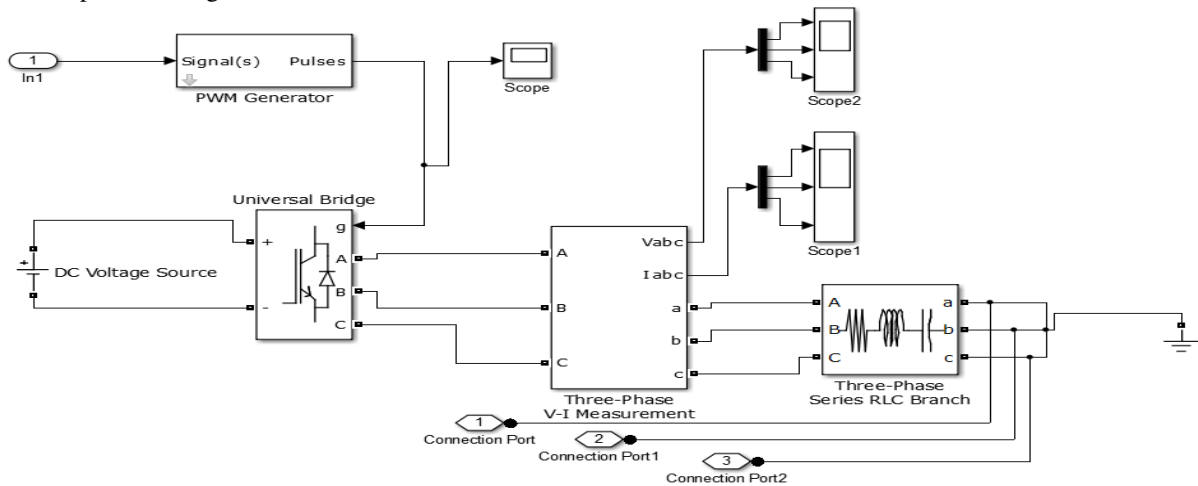 1
In1
Signal(s)
Pulses
PWM Generator
Scope
Scope2
Scope1
Universal Bridge
g
+
A
B
-
C
+
DC Voltage Source
A
B
C
Vabc
Iabc
a
b
c
Three-Phase
V-I Measurement
A
B
C
a
b
c
Three-Phase
Series RLC Branch
1
Connection Port
2
Connection Port1
3
Connection Port2